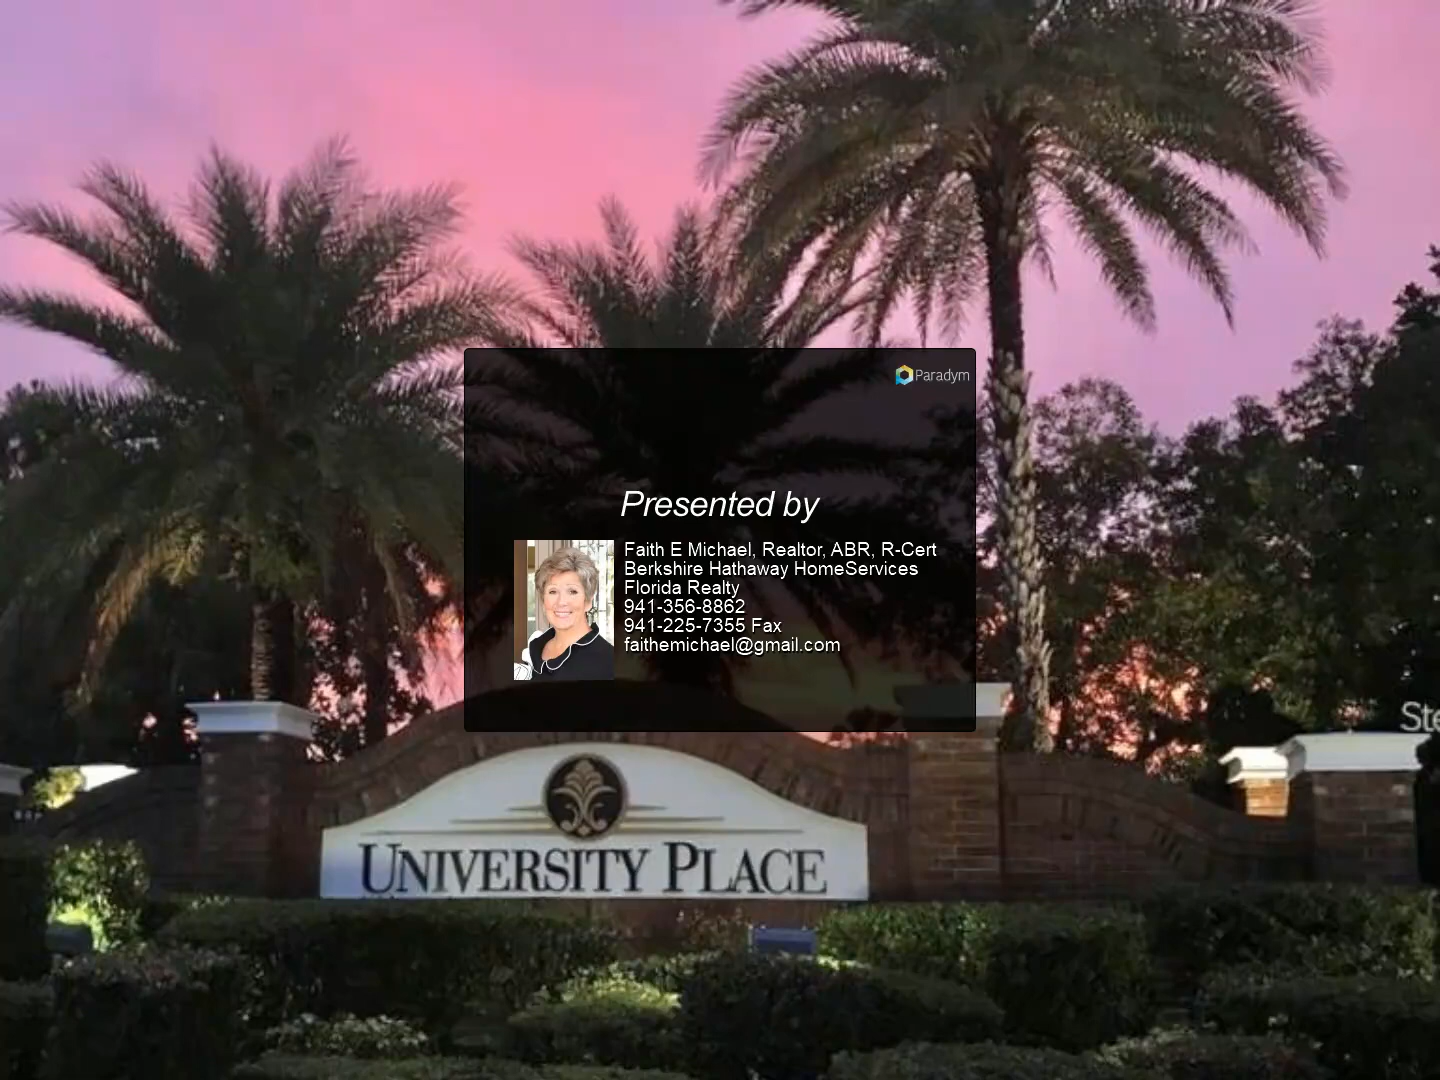 Paradym
Presented by
Faith E Michael, Realtor, ABR, R-Cert
Berkshire Hathaway HomeServices
Florida Realty
941-356-8862
941-225-7355 Fax
faithemichael@gmail.com
Ste
UNIVERSITY PLACE